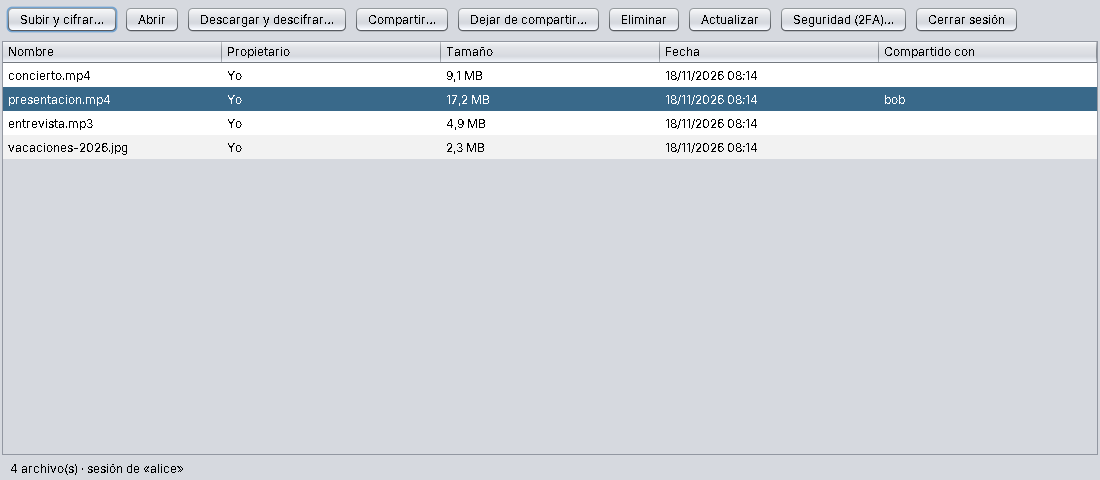 Subir y cifrar... Abrir Descargar y descifrar... Compartir... Dejar de compartir... Eliminar Actualizar Seguridad (2FA)... Cerrar sesión
Nombre Propietario Tamaño Fecha Compartido con
concierto.mp4 Yo 9,1 MB 18/11/2026 08:14
presentacion.mp4 Yo 17,2 MB 18/11/2026 08:14 bob
entrevista.mp3 Yo 4,9 MB 18/11/2026 08:14
vacaciones-2026.jpg Yo 2,3 MB 18/11/2026 08:14
4 archivo(s) · sesión de «alice»